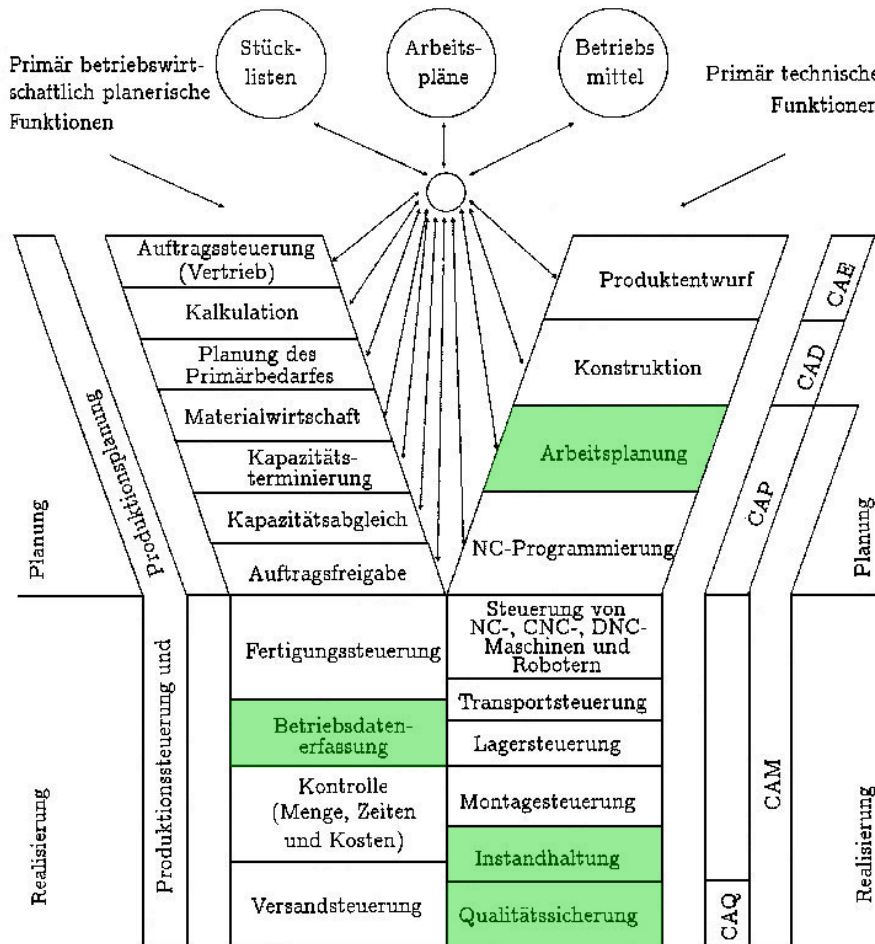 Stück-
listen
Arbeits-
pläne
Betriebs
mittel
Primär betriebswirt-
schaftlich planerische
Funktionen
Primär technische
Funktionen
Auftragssteuerung
(Vertrieb)
Kalkulation
Planung des
Primärbedarfes
Materialwirtschaft
Kapazitäts-
terminierung
Kapazitätsabgleich
Auftragsfreigabe
Produktentwurf
Konstruktion
Arbeitsplanung
NC-Programmierung
CAE
CAD
CAP
Planung
Produktionsplanung
Planung
Fertigungssteuerung
Betriebsdaten-
erfassung
Kontrolle
(Menge, Zeiten
und Kosten)
Versandsteuerung
Steuerung von
NC-, CNC-, DNC-
Maschinen und
Robotern
Transportsteuerung
Lagersteuerung
Montagesteuerung
Instandhaltung
Qualitätssicherung
Realisierung
Produktionssteuerung und
CAQ
CAM
Realisierung